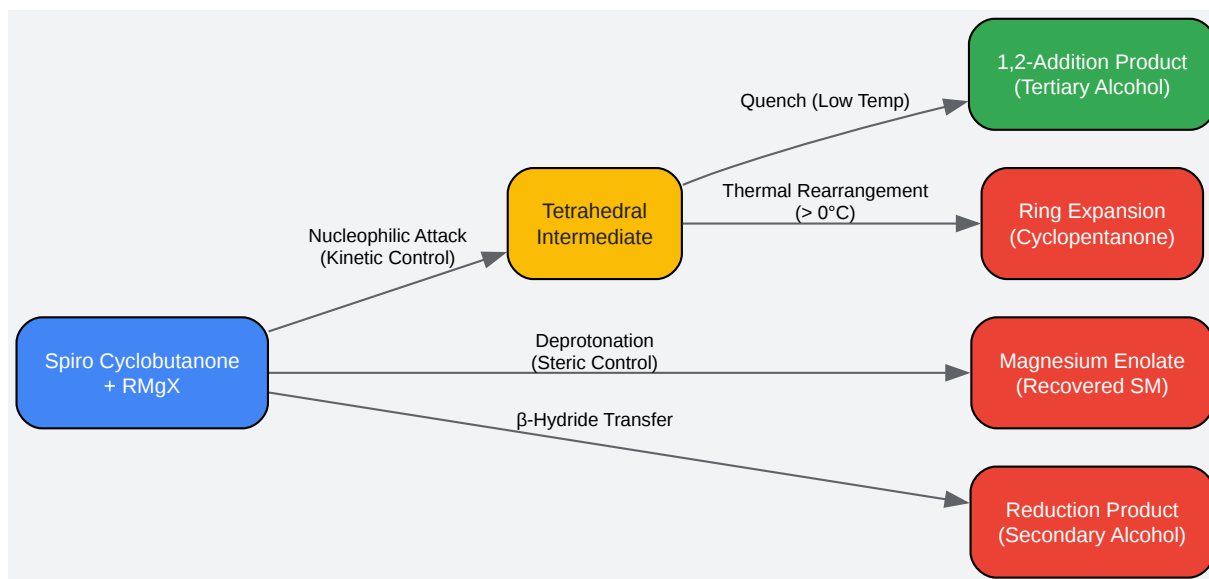 1,2-Addition Product
(Tertiary Alcohol)
Quench (Low Temp)
Thermal Rearrangement
(> 0°C)
Tetrahedral
Intermediate
Ring Expansion
(Cyclopentanone)
Nucleophilic Attack
(Kinetic Control)
Spiro Cyclobutanone
+ RMgX
Deprotonation
(Steric Control)
Magnesium Enolate
(Recovered SM)
β-Hydride Transfer
Reduction Product
(Secondary Alcohol)